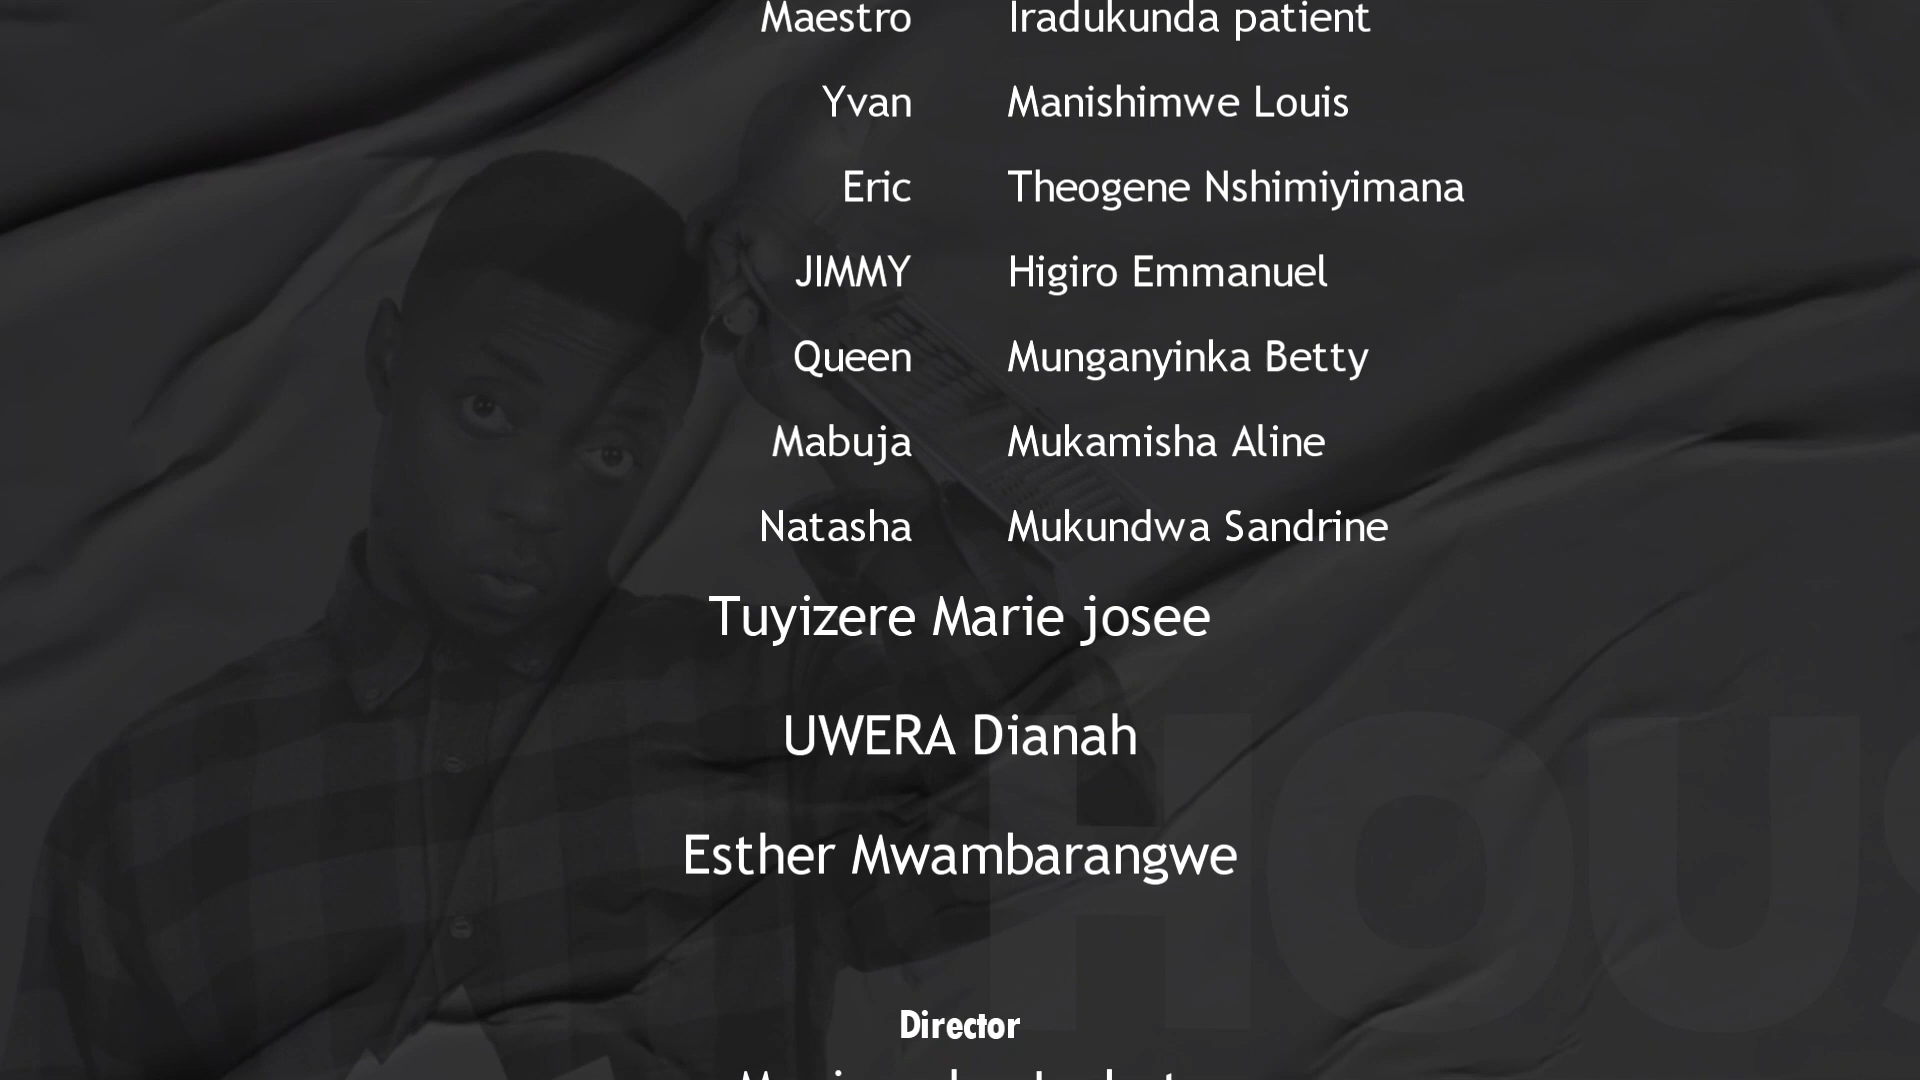 Maestro Iradukunda patient
Yvan Manishimwe Louis
Eric Theogene Nshimiyimana
JIMMY Higiro Emmanuel
Queen Munganyinka Betty
Mabuja Mukamisha Aline
Natasha Mukundwa Sandrine
Tuyizere Marie josee
UWERA Dianah
Esther Mwambarangwe
Director